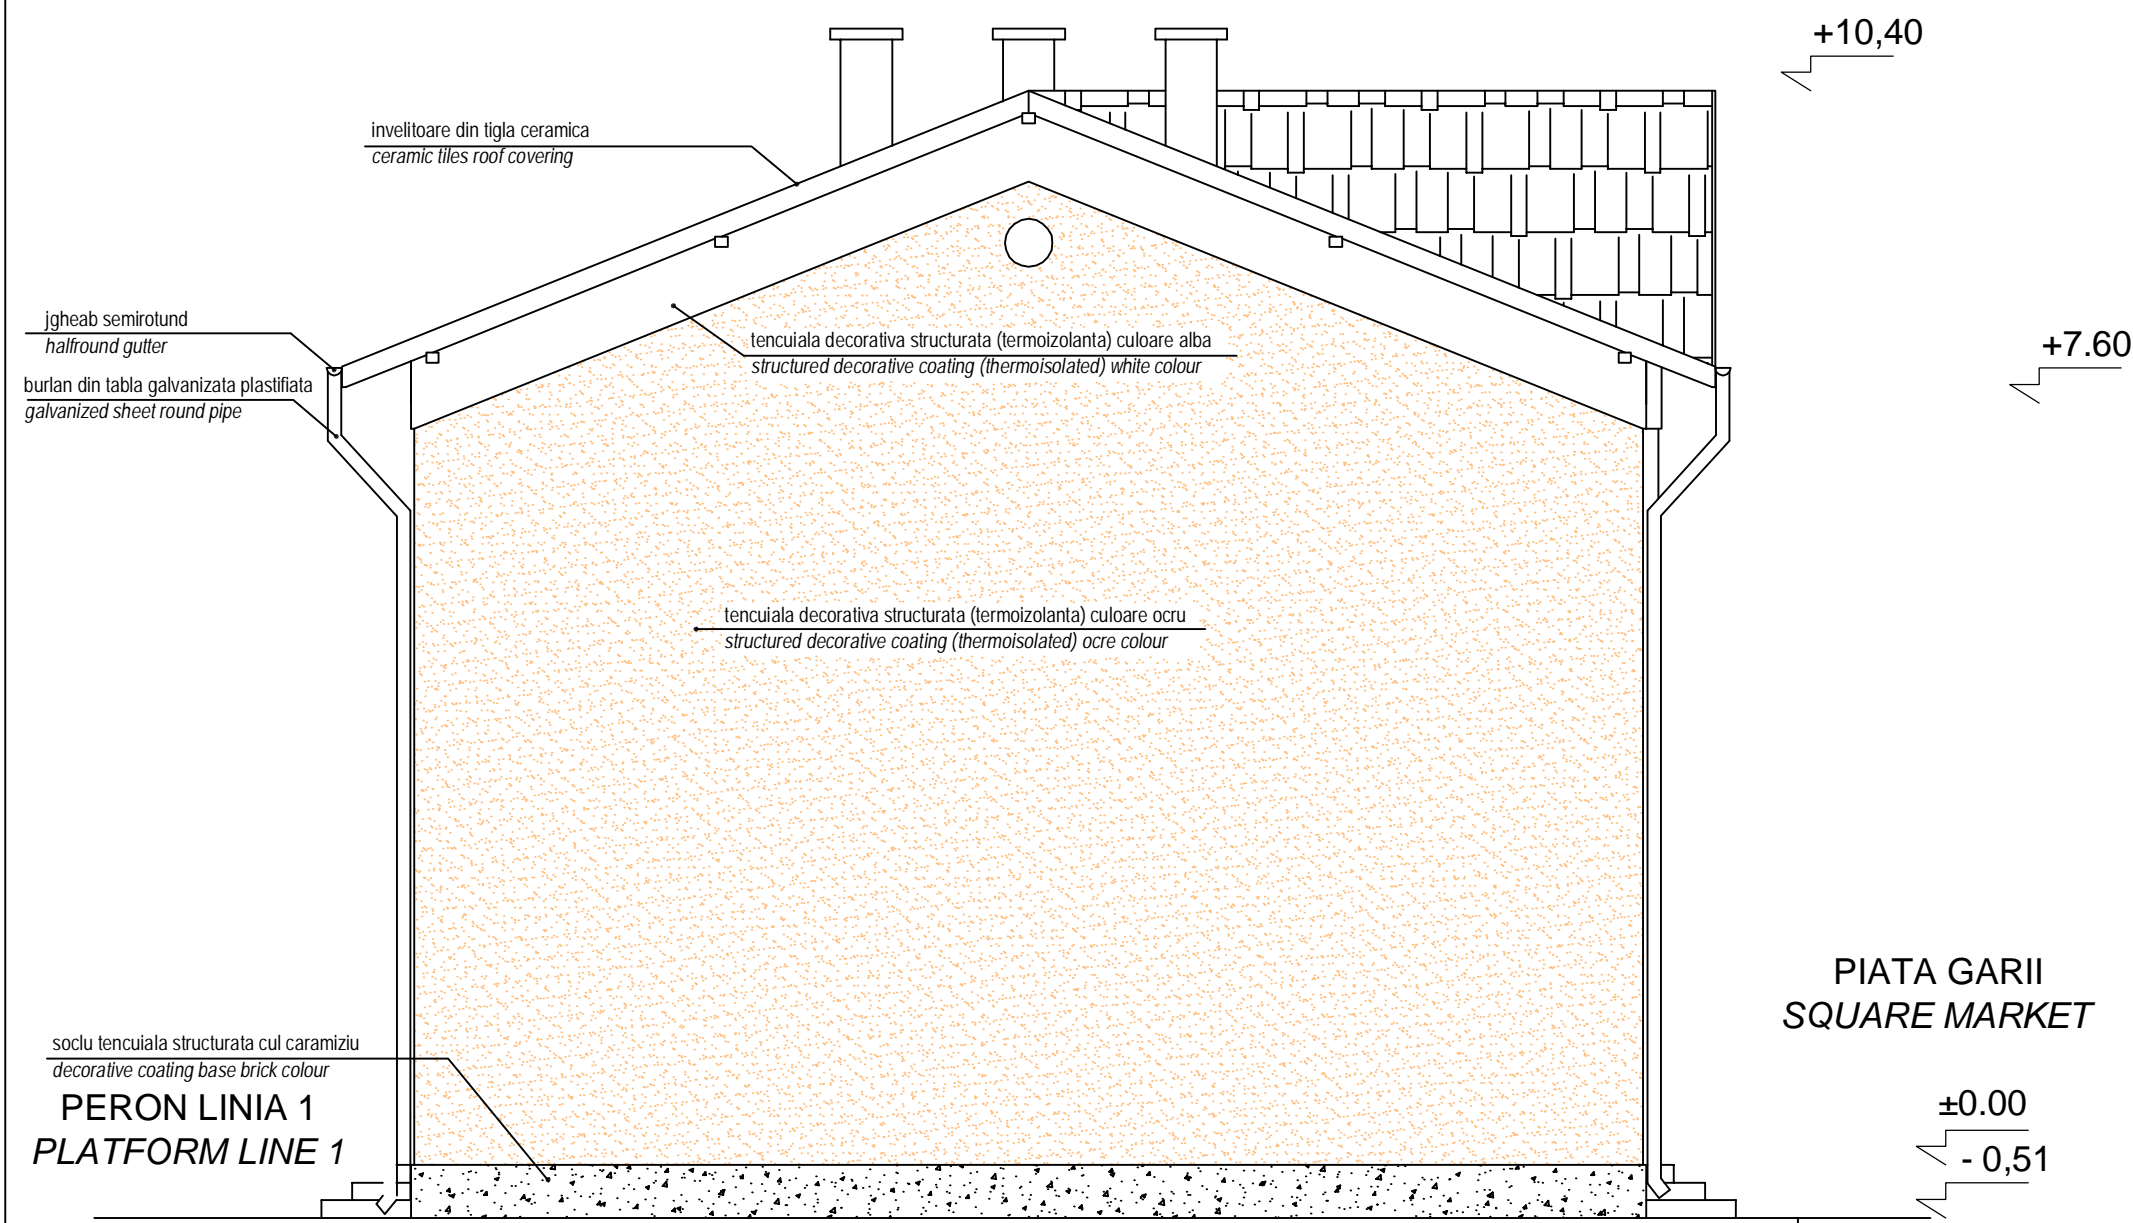 +10,40
invelitoare din tigla ceramica
ceramic tiles roof covering
jgheab semirotund
halfround gutter
tencuiala decorativa structurata (termoizolanta) culoare alba
structured decorative coating (thermoisolated) white colour
+7.60
burlan din tabla galvanizata plastifiata
galvanized sheet round pipe
tencuiala decorativa structurata (termoizolanta) culoare ocru
structured decorative coating (thermoisolated) ocre colour
PIATA GARII
SQUARE MARKET
soclu tencuiala structurata cul caramiziu
decorative coating base brick colour
PERON LINIA 1
PLATFORM LINE 1
±0.00
- 0,51